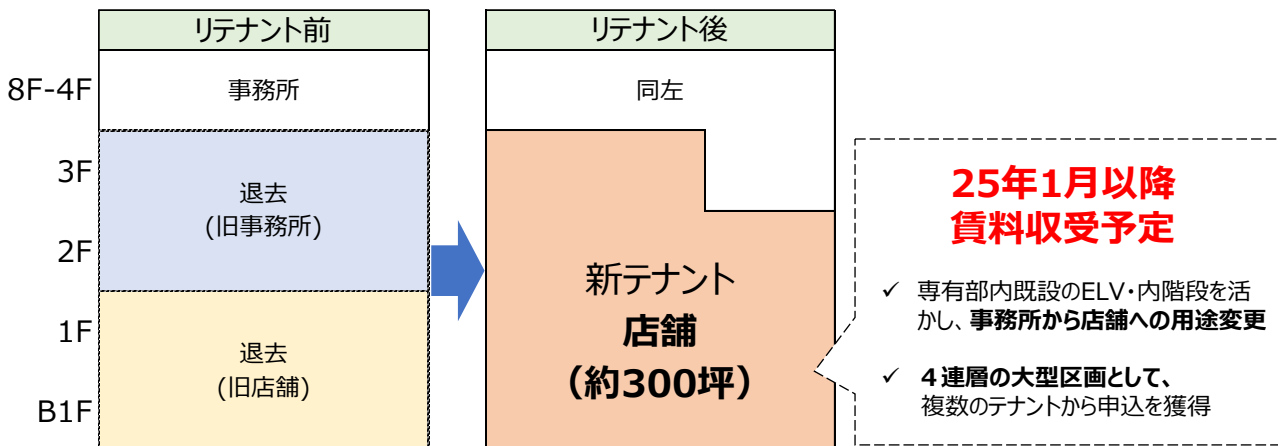 リテナント前
8F-4F
事務所
3F
2F
退去
(旧事務所)
1F
B1F
退去
(旧店舗)
リテナント後
同左
新テナント
店舗
（約300坪）
25年1月以降
賃料収受予定
✓ 専有部内既設のELV・内階段を活
かし、事務所から店舗への用途変更
✓ ４連層の大型区画として、
複数のテナントから申込を獲得